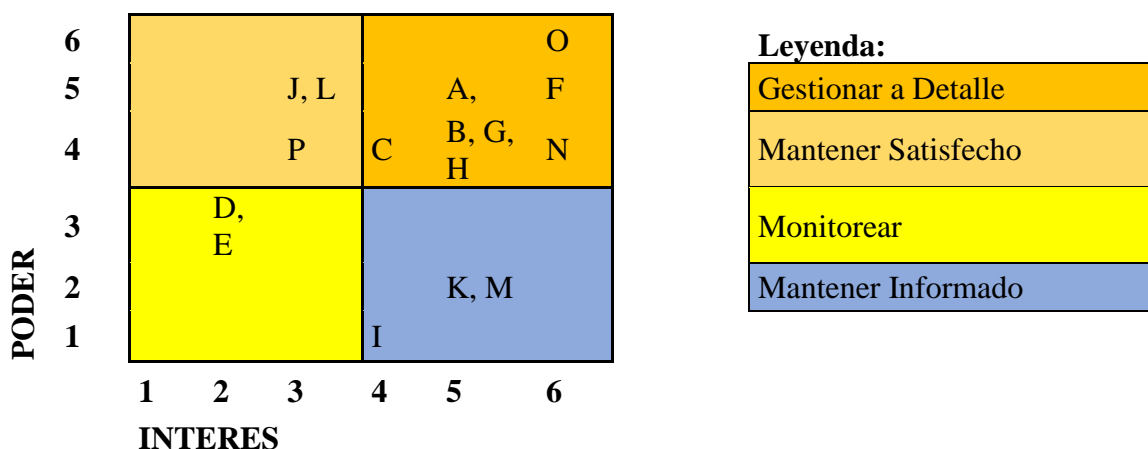 6 O
5 J, L A, F
4 P C B, G, H N
3 D, E
2 K, M
1 I
PODER
1 2 3 4 5 6
INTERES
Leyenda:
Gestionar a Detalle
Mantener Satisfecho
Monitorear
Mantener Informado